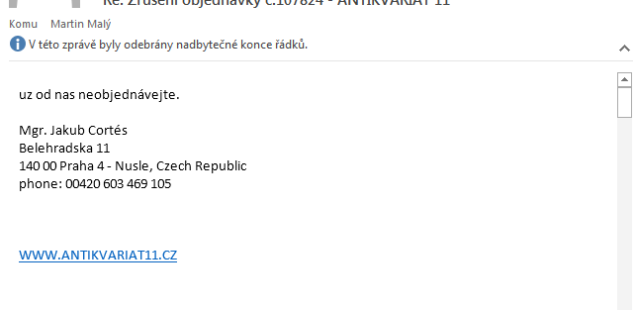 Re: Zrušení objednávky č.107824 - ANTIKVARIAT 11
Komu Martin Malý
V této zprávě byly odebrány nadbytečné konce řádků.
uz od nas neobjednávejte.
Mgr. Jakub Cortés
Belehradska 11
140 00 Praha 4 - Nusle, Czech Republic
phone: 00420 603 469 105
WWW.ANTIKVARIAT11.CZ